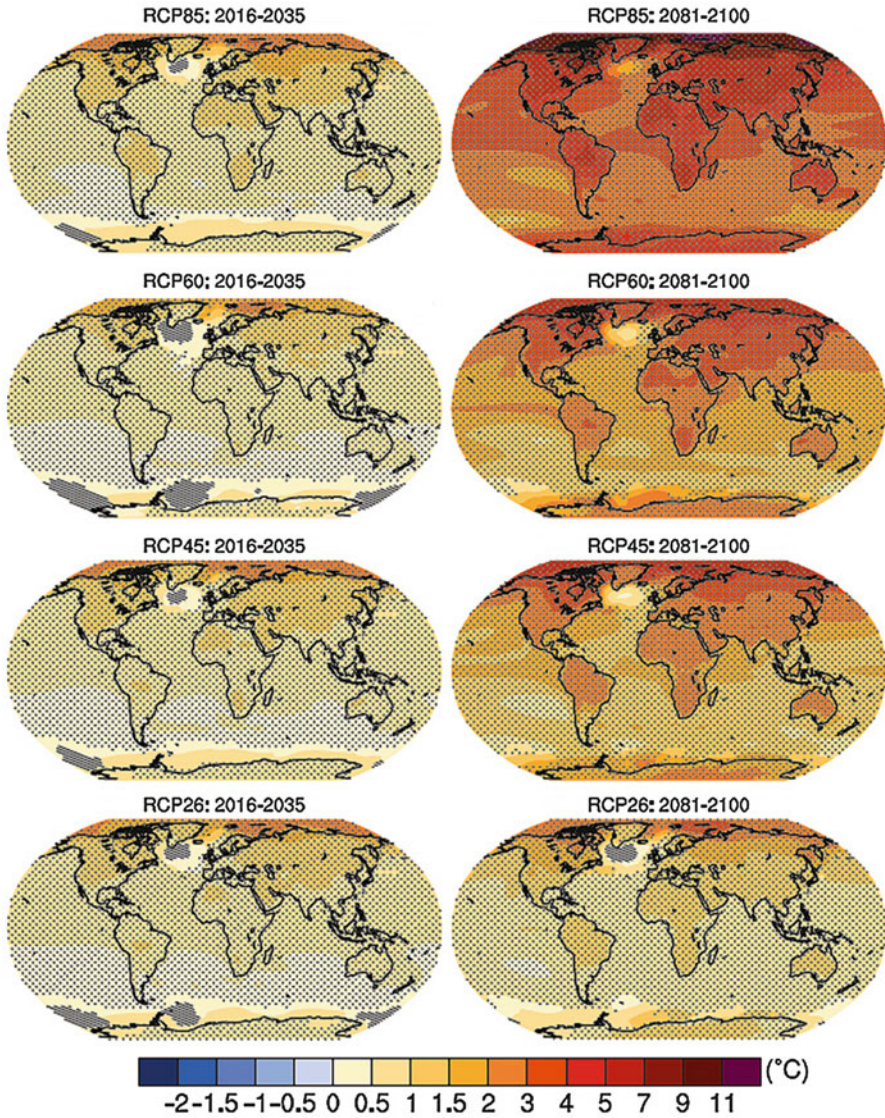 RCP85: 2016-2035
RCP85: 2081-2100
RCP60: 2016-2035
RCP60: 2081-2100
RCP45: 2016-2035
RCP45: 2081-2100
RCP26: 2016-2035
RCP26: 2081-2100
(°C)
-2 -1.5 -1 -0.5 0 0.5 1 1.5 2 3 4 5 7 9 11